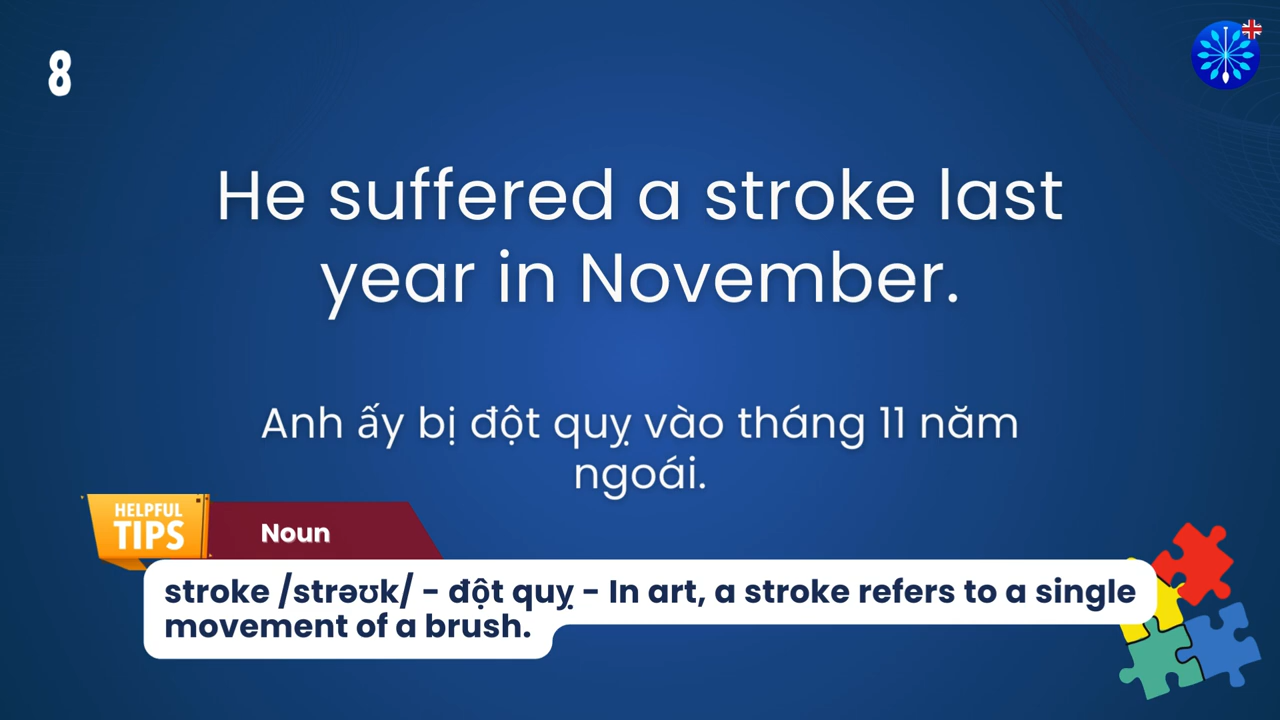 8
He suffered a stroke last
year in November.
Anh ấy bị đột quỵ vào tháng 11 năm
ngoái.
HELPFUL
TIPS
Noun
stroke /strəʊk/ - đột quỵ - In art, a stroke refers to a single
movement of a brush.